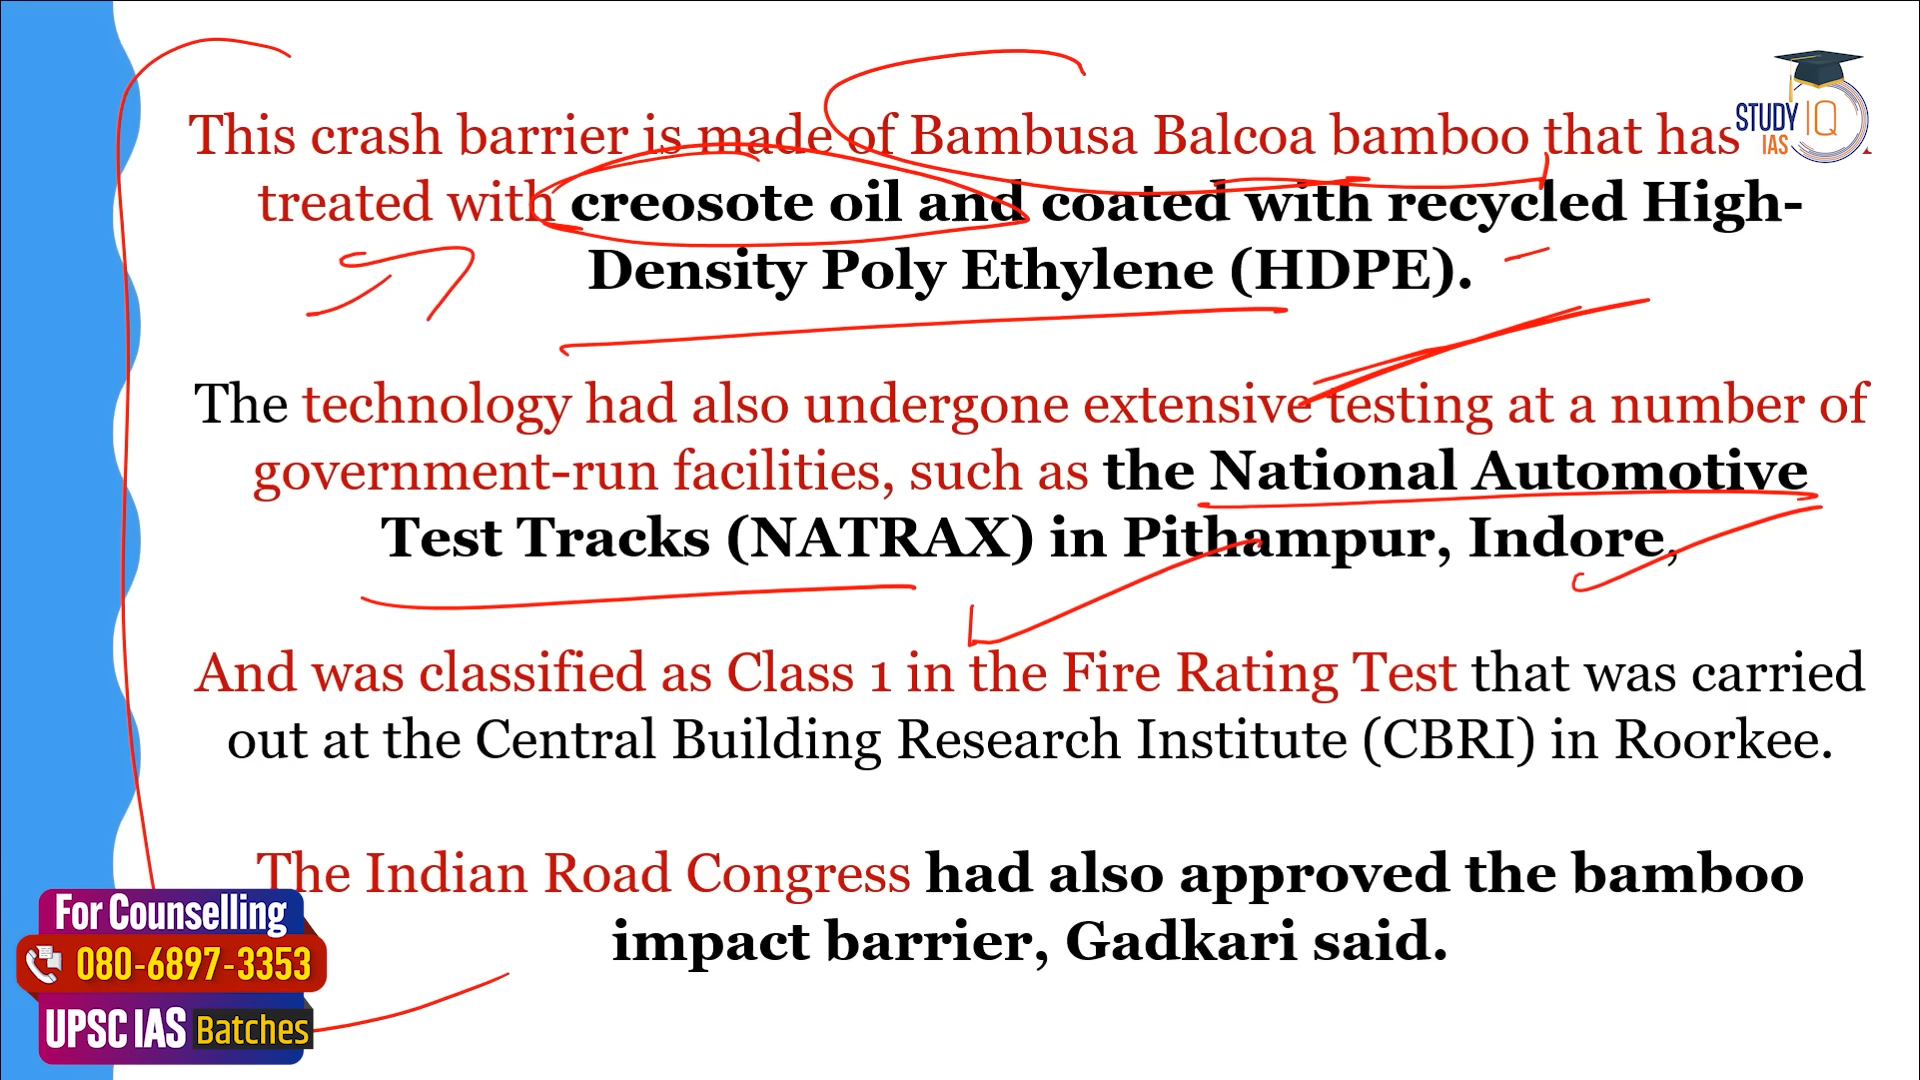 This crash barrier is made of Bambusa Balcoa bamboo that has
treated with creosote oil and coated with recycled High-
Density Poly Ethylene (HDPE).
The technology had also undergone extensive testing at a number of
government-run facilities, such as the National Automotive
Test Tracks (NATRAX) in Pithampur, Indore,
And was classified as Class 1 in the Fire Rating Test that was carried
out at the Central Building Research Institute (CBRI) in Roorkee.
The Indian Road Congress had also approved the bamboo
impact barrier, Gadkari said.
STUDY IQ
IAS
For Counselling
080-6897-3353
UPSC IAS Batches